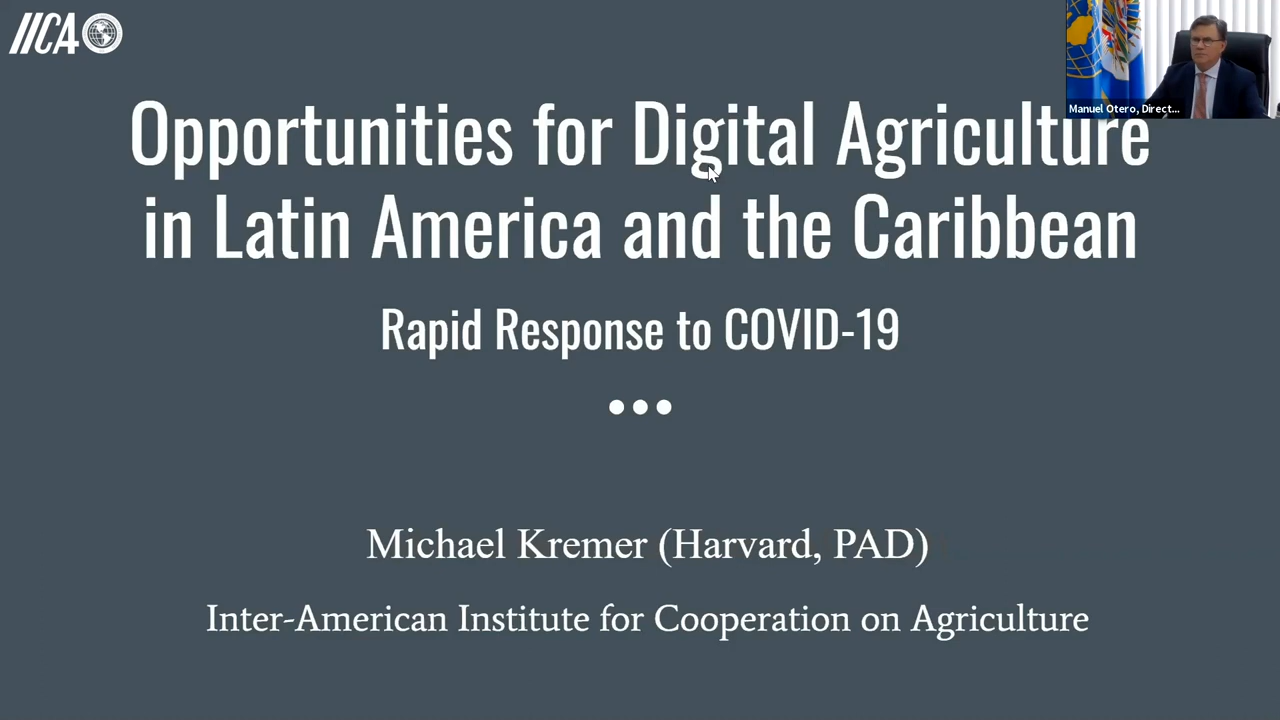 IICA
Manuel Otero, Direct...
Opportunities for Digital Agriculture
in Latin America and the Caribbean
Rapid Response to COVID-19
Michael Kremer (Harvard, PAD)
Inter-American Institute for Cooperation on Agriculture